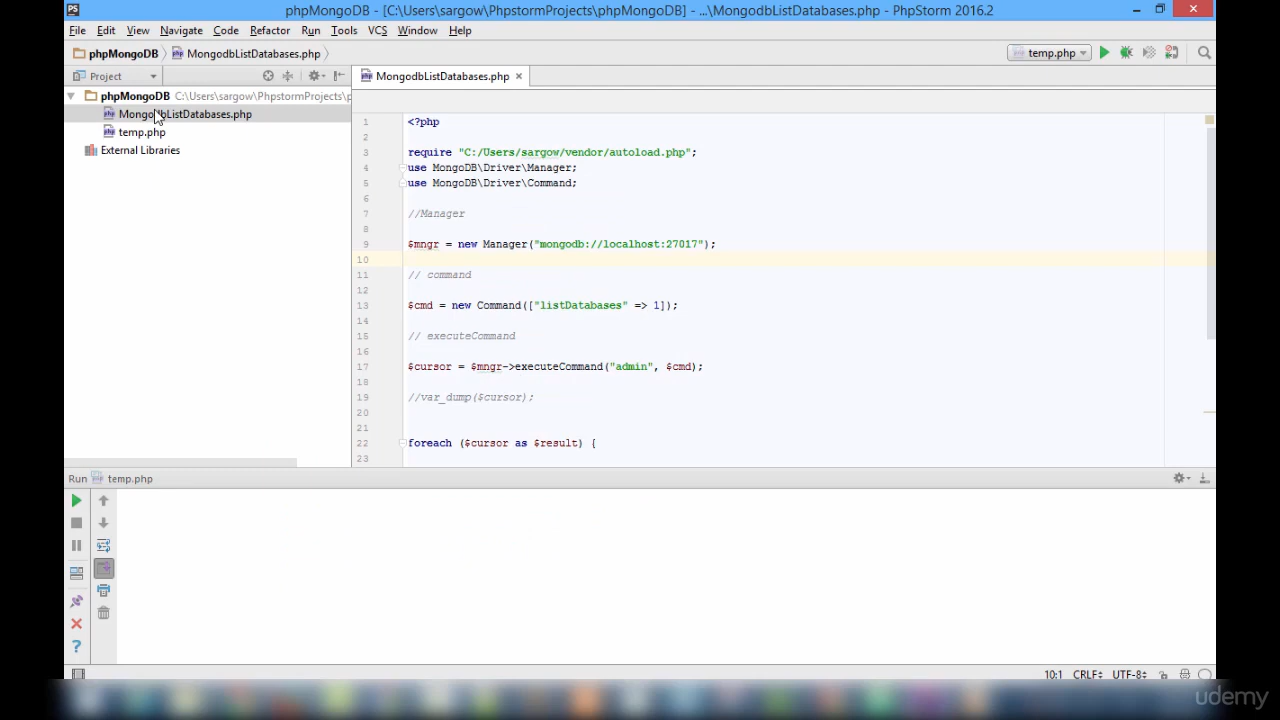 PS phpMongoDB - [C:\Users\sargow\PhpstormProjects\phpMongoDB] - ...\MongodbListDatabases.php - PhpStorm 2016.2
File Edit View Navigate Code Refactor Run Tools VCS Window Help
phpMongoDB MongodbListDatabases.php temp.php
Project MongodbListDatabases.php
phpMongoDB C:\Users\sargow\PhpstormProjects\p
MongodbListDatabases.php
temp.php
External Libraries
1 <?php
2
3 require "C:/Users/sargow/vendor/autoload.php";
4 use MongoDB\Driver\Manager;
5 use MongoDB\Driver\Command;
6
7 //Manager
8
9 $mngr = new Manager("mongodb://localhost:27017");
10
11 // command
12
13 $cmd = new Command(["listDatabases" => 1]);
14
15 // executeCommand
16
17 $cursor = $mngr->executeCommand("admin", $cmd);
18
19 //var_dump($cursor);
20
21
22 foreach ($cursor as $result) {
23
Run temp.php
10:1 CRLF UTF-8
udemy